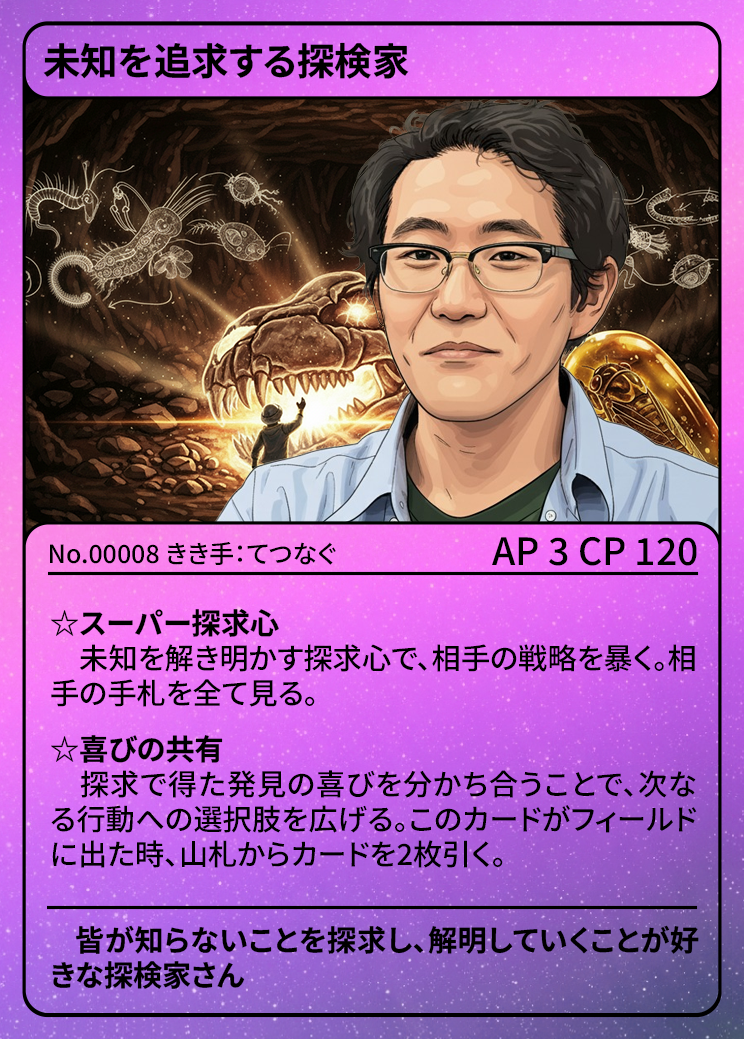 未知を追求する探検家
No.00008 きき手：てつなぐ AP 3 CP 120
☆スーパー探求心
未知を解き明かす探求心で、相手の戦略を暴く。相
手の手札を全て見る。
☆喜びの共有
探求で得た発見の喜びを分かち合うことで、次な
る行動への選択肢を広げる。このカードがフィールド
に出た時、山札からカードを2枚引く。
皆が知らないことを探求し、解明していくことが好
きな探検家さん